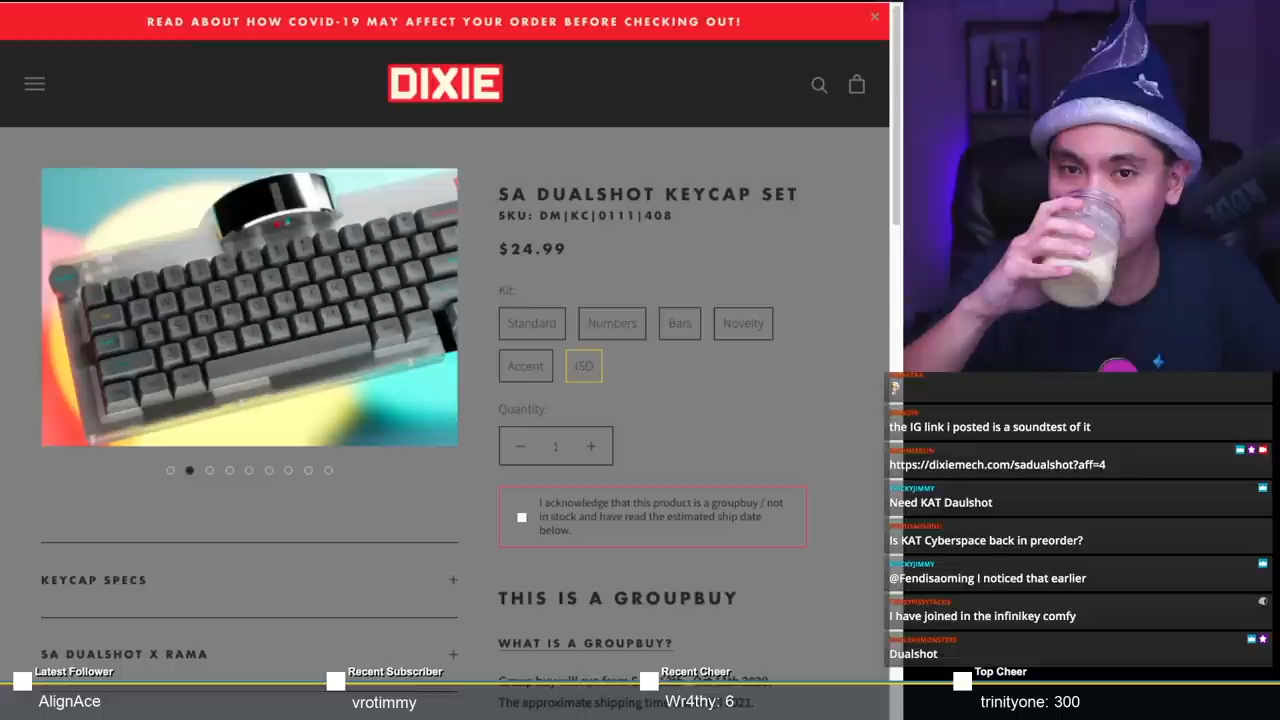 READ ABOUT HOW COVID-19 MAY AFFECT YOUR ORDER BEFORE CHECKING OUT!
DIXIE
SA DUALSHOT KEYCAP SET
SKU: DM|KC|0111|408
$24.99
Kit:
Standard
Numbers
Bars
Novelty
Accent
ISO
Quantity:
− 1 +
I acknowledge that this product is a groupbuy / not
in stock and have read the estimated ship date
below.
KEYCAP SPECS +
THIS IS A GROUPBUY
WHAT IS A GROUPBUY?
SA DUALSHOT X RAMA +
The approximate shipping
2021.
the IG link i posted is a soundtest of it
https://dixiemech.com/sadualshot?aff=4
Need KAT Daulshot
Is KAT Cyberspace back in preorder?
@Fendisaoming I noticed that earlier
I have joined in the infinikey comfy
Dualshot
Latest Follower
AlignAce
Recent Subscriber
vrotimmy
Recent Cheer
Wr4thy: 6
Top Cheer
trinityone: 300